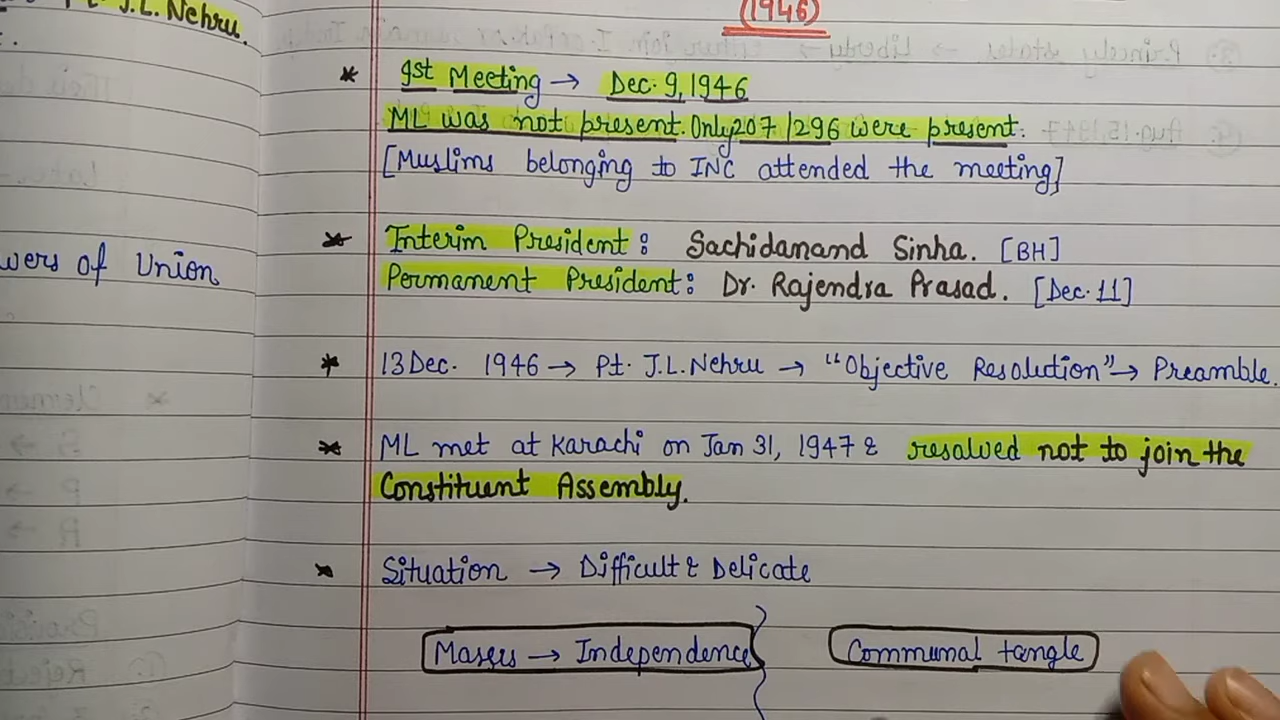 J.L.Nehru.
(1946)
* 1st Meeting → Dec. 9, 1946
ML was not present. Only 207/296 were present.
[Muslims belonging to INC attended the meeting]
* Interim President : Sachidanand Sinha. [BH]
wers of Union
Permanent President : Dr. Rajendra Prasad. [Dec. 11]
* 13 Dec. 1946 → Pt. J.L. Nehru → "Objective Resolution" → Preamble.
* ML met at Karachi on Jan 31, 1947 & resolved not to join the
Constituent Assembly.
* Situation → Difficult & Delicate
Masses → Independence
Communal tangle